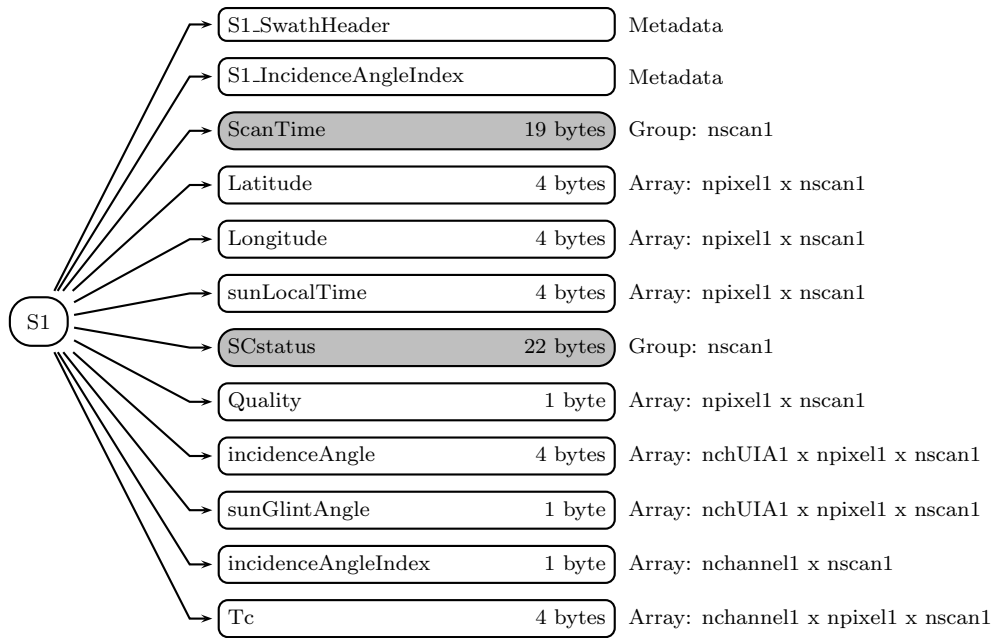 S1_SwathHeader Metadata
S1_IncidenceAngleIndex Metadata
ScanTime 19 bytes Group: nscan1
Latitude 4 bytes Array: npixel1 x nscan1
Longitude 4 bytes Array: npixel1 x nscan1
sunLocalTime 4 bytes Array: npixel1 x nscan1
S1
SCstatus 22 bytes Group: nscan1
Quality 1 byte Array: npixel1 x nscan1
incidenceAngle 4 bytes Array: nchUIA1 x npixel1 x nscan1
sunGlintAngle 1 byte Array: nchUIA1 x npixel1 x nscan1
incidenceAngleIndex 1 byte Array: nchannel1 x nscan1
Tc 4 bytes Array: nchannel1 x npixel1 x nscan1